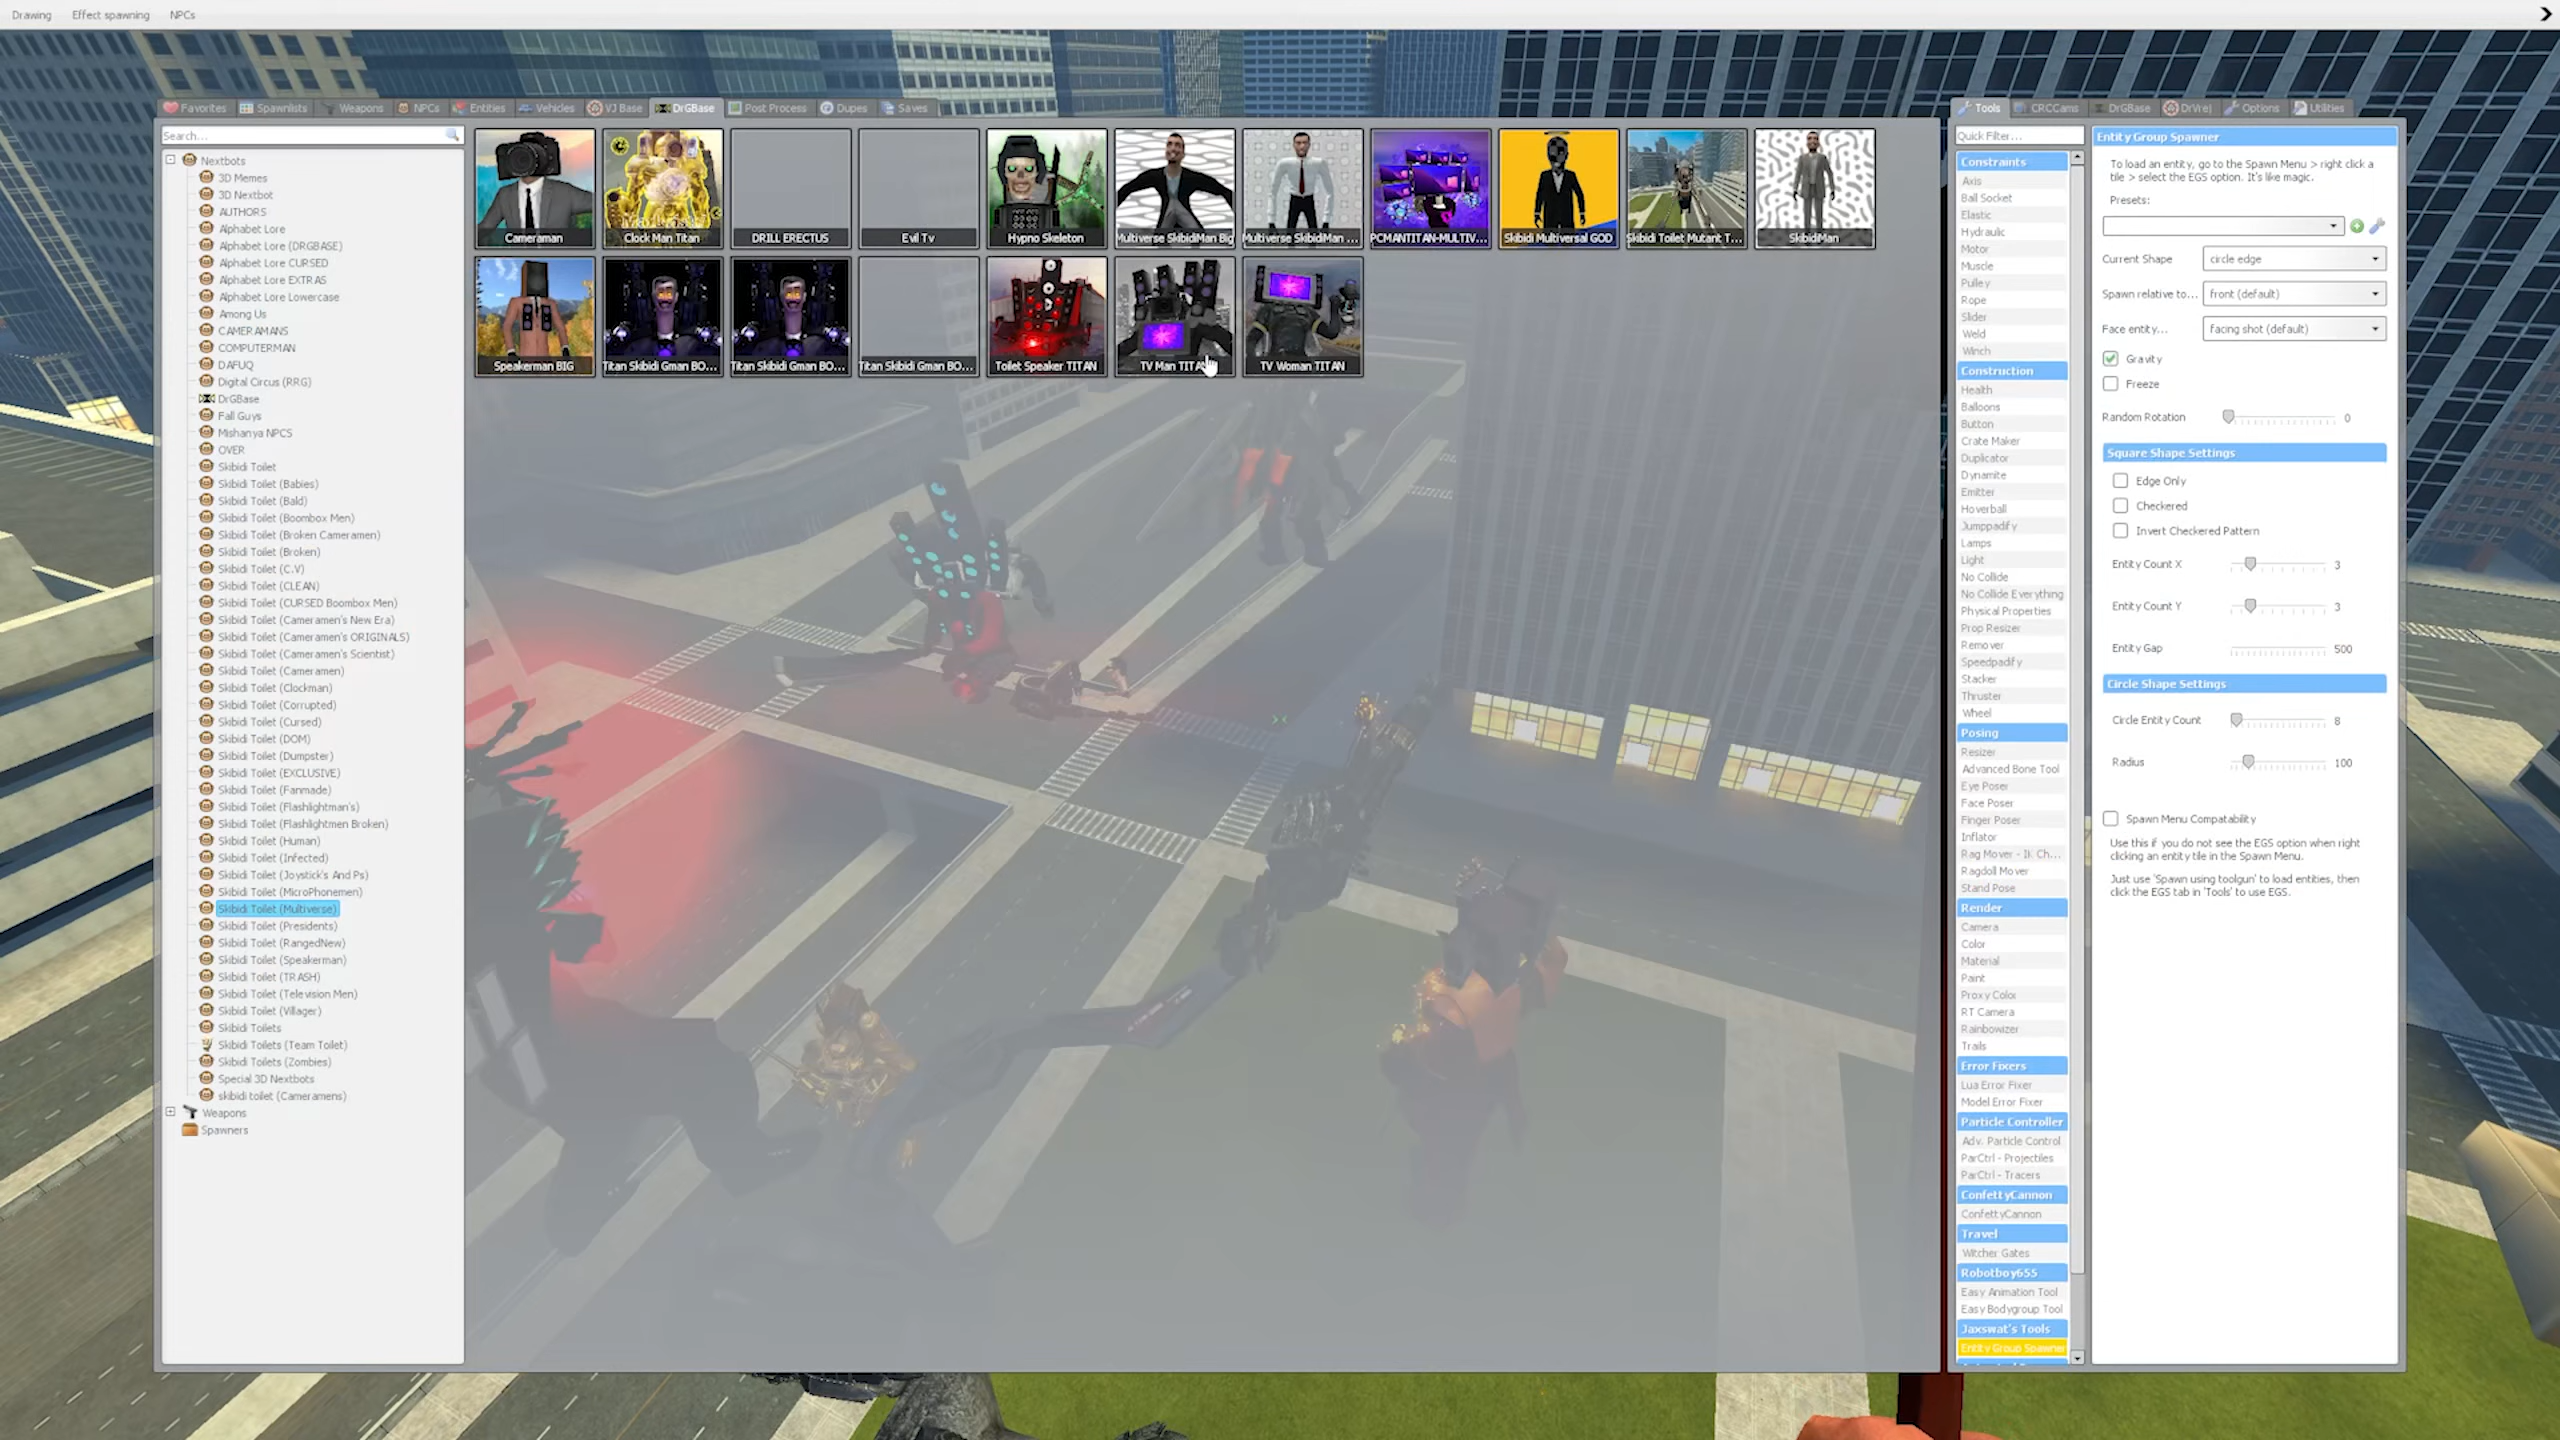 Drawing Effect spawning NPCs
Favorites Spawnlists Weapons NPCs Entities Vehicles VJ Base DrGBase Post Process Dupes Saves
Search...
Nextbots
3D Memes
3D Nextbot
AUTHORS
Alphabet Lore
Alphabet Lore (DRGBASE)
Alphabet Lore CURSED
Alphabet Lore EXTRAS
Alphabet Lore Lowercase
Among Us
CAMERAMANS
COMPUTERMAN
DAFUQ
Digital Circus (RRG)
DrGBase
Fall Guys
Mishanya NPCS
OVER
Skibidi Toilet
Skibidi Toilet (Babies)
Skibidi Toilet (Bald)
Skibidi Toilet (Boombox Men)
Skibidi Toilet (Broken Cameramen)
Skibidi Toilet (Broken)
Skibidi Toilet (C.V)
Skibidi Toilet (CLEAN)
Skibidi Toilet (CURSED Boombox Men)
Skibidi Toilet (Cameramen's New Era)
Skibidi Toilet (Cameramen's ORIGINALS)
Skibidi Toilet (Cameramen's Scientist)
Skibidi Toilet (Cameramen)
Skibidi Toilet (Clockman)
Skibidi Toilet (Corrupted)
Skibidi Toilet (Cursed)
Skibidi Toilet (DOM)
Skibidi Toilet (Dumpster)
Skibidi Toilet (EXCLUSIVE)
Skibidi Toilet (Fanmade)
Skibidi Toilet (Flashlightman's)
Skibidi Toilet (Flashlightmen Broken)
Skibidi Toilet (Human)
Skibidi Toilet (Infected)
Skibidi Toilet (Joystick's And Ps)
Skibidi Toilet (MicroPhonemen)
Skibidi Toilet (Multiverse)
Skibidi Toilet (Presidents)
Skibidi Toilet (RangedNew)
Skibidi Toilet (Speakerman)
Skibidi Toilet (TRASH)
Skibidi Toilet (Television Men)
Skibidi Toilet (Villager)
Skibidi Toilets
Skibidi Toilets (Team Toilet)
Skibidi Toilets (Zombies)
Special 3D Nextbots
skibidi toilet (Cameramens)
Weapons
Spawners
Cameraman Clock Man Titan DRILL ERECTUS Evil Tv Hypno Skeleton Multiverse SkibidiMan Big Multiverse SkibidiMan ... PCMANTITAN-MULTIV... Skibidi Multiversal GOD Skibidi Toilet Mutant T... SkibidiMan
Speakerman BIG Titan Skibidi Gman BO... Titan Skibidi Gman BO... Titan Skibidi Gman BO... Toilet Speaker TITAN TV Man TITAN TV Woman TITAN
Tools CRCCams DrGBase DrVrej Options Utilities
Quick Filter...
Constraints
Axis
Ball Socket
Elastic
Hydraulic
Motor
Muscle
Pulley
Rope
Slider
Weld
Winch
Construction
Health
Balloons
Button
Crate Maker
Duplicator
Dynamite
Emitter
Hoverball
Jumppadify
Lamps
Light
No Collide
No Collide Everything
Physical Properties
Prop Resizer
Remover
Speedpadify
Stacker
Thruster
Wheel
Posing
Resizer
Advanced Bone Tool
Eye Poser
Face Poser
Finger Poser
Inflator
Rag Mover - IK Ch...
Ragdoll Mover
Stand Pose
Render
Camera
Color
Material
Paint
Proxy Color
RT Camera
Rainbowizer
Trails
Error Fixers
Lua Error Fixer
Model Error Fixer
Particle Controller
Adv. Particle Control
ParCtrl - Projectiles
ParCtrl - Tracers
ConfettyCannon
ConfettyCannon
Travel
Witcher Gates
Robotboy655
Easy Animation Tool
Easy Bodygroup Tool
Jaxswat's Tools
Entity Group Spawner
Entity Group Spawner
To load an entity, go to the Spawn Menu > right click a
tile > select the EGS option. It's like magic.
Presets:
Current Shape circle edge
Spawn relative to... front (default)
Face entity... facing shot (default)
Gravity
Freeze
Random Rotation 0
Square Shape Settings
Edge Only
Checkered
Invert Checkered Pattern
Entity Count X 3
Entity Count Y 3
Entity Gap 500
Circle Shape Settings
Circle Entity Count 8
Radius 100
Spawn Menu Compatability
Use this if you do not see the EGS option when right
clicking an entity tile in the Spawn Menu.
Just use 'Spawn using toolgun' to load entities, then
click the EGS tab in 'Tools' to use EGS.